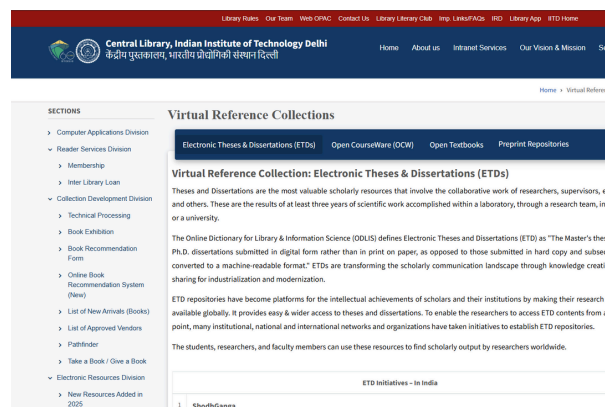 Library Rules Our Team Web OPAC Contact Us Library Literary Club Imp. Links/FAQs IRD Library App IITD Home
Central Library, Indian Institute of Technology Delhi
केंद्रीय पुस्तकालय, भारतीय प्रौद्योगिकी संस्थान दिल्ली
Home About us Intranet Services Our Vision & Mission
Home › Virtual
SECTIONS
Computer Applications Division
Reader Services Division
Membership
Inter Library Loan
Collection Development Division
Technical Processing
Book Exhibition
Book Recommendation
Form
Online Book
Recommendation System
(New)
List of New Arrivals (Books)
List of Approved Vendors
Pathfinder
Take a Book / Give a Book
Electronic Resources Division
New Resources Added in
2025
Virtual Reference Collections
Electronic Theses & Dissertations (ETDs) Open CourseWare (OCW) Open Textbooks Preprint Repositories
Virtual Reference Collection: Electronic Theses & Dissertations (ETDs)
Theses and Dissertations are the most valuable scholarly resources that involve the collaborative work of researchers, supervisors,
and others. These are the results of at least three years of scientific work accomplished within a laboratory, through a research team,
or a university.
The Online Dictionary for Library & Information Science (ODLIS) defines Electronic Theses and Dissertations (ETD) as "The Master's
Ph.D. dissertations submitted in digital form rather than in print on paper, as opposed to those submitted in hard copy and
converted to a machine-readable format." ETDs are transforming the scholarly communication landscape through knowledge
sharing for industrialization and modernization.
ETD repositories have become platforms for the intellectual achievements of scholars and their institutions by making their research
available globally. It provides easy & wider access to theses and dissertations. To enable the researchers to access ETD contents from
point, many institutional, national and international networks and organizations have taken initiatives to establish ETD repositories.
The students, researchers, and faculty members can use these resources to find scholarly output by researchers worldwide.
ETD Initiatives – In India
1 ShodhGanga